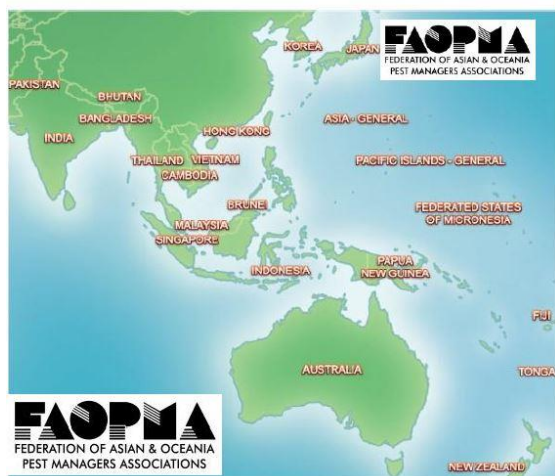 KOREA
JAPAN
FAOPMA
FEDERATION OF ASIAN & OCEANIA
PEST MANAGERS ASSOCIATIONS
PAKISTAN
BHUTAN
BANGLADESH
INDIA
HONG KONG
ASIA - GENERAL
THAILAND
VIETNAM
CAMBODIA
PACIFIC ISLANDS - GENERAL
BRUNEI
FEDERATED STATES
OF MICRONESIA
MALAYSIA
SINGAPORE
INDONESIA
PAPUA
NEW GUINEA
FIJI
AUSTRALIA
TONGA
FAOPMA
FEDERATION OF ASIAN & OCEANIA
PEST MANAGERS ASSOCIATIONS
NEW ZEALAND